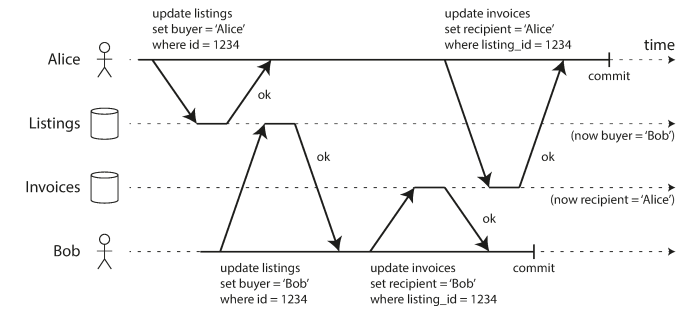 update listings
set buyer = ‘Alice’
where id = 1234
update invoices
set recipient = ‘Alice’
where listing_id = 1234
time
Alice
commit
ok
Listings
(now buyer = ‘Bob’)
ok
ok
Invoices
(now recipient = ‘Alice’)
ok
Bob
update listings
set buyer = ‘Bob’
where id = 1234
update invoices
set recipient = ‘Bob’
where listing_id = 1234
commit